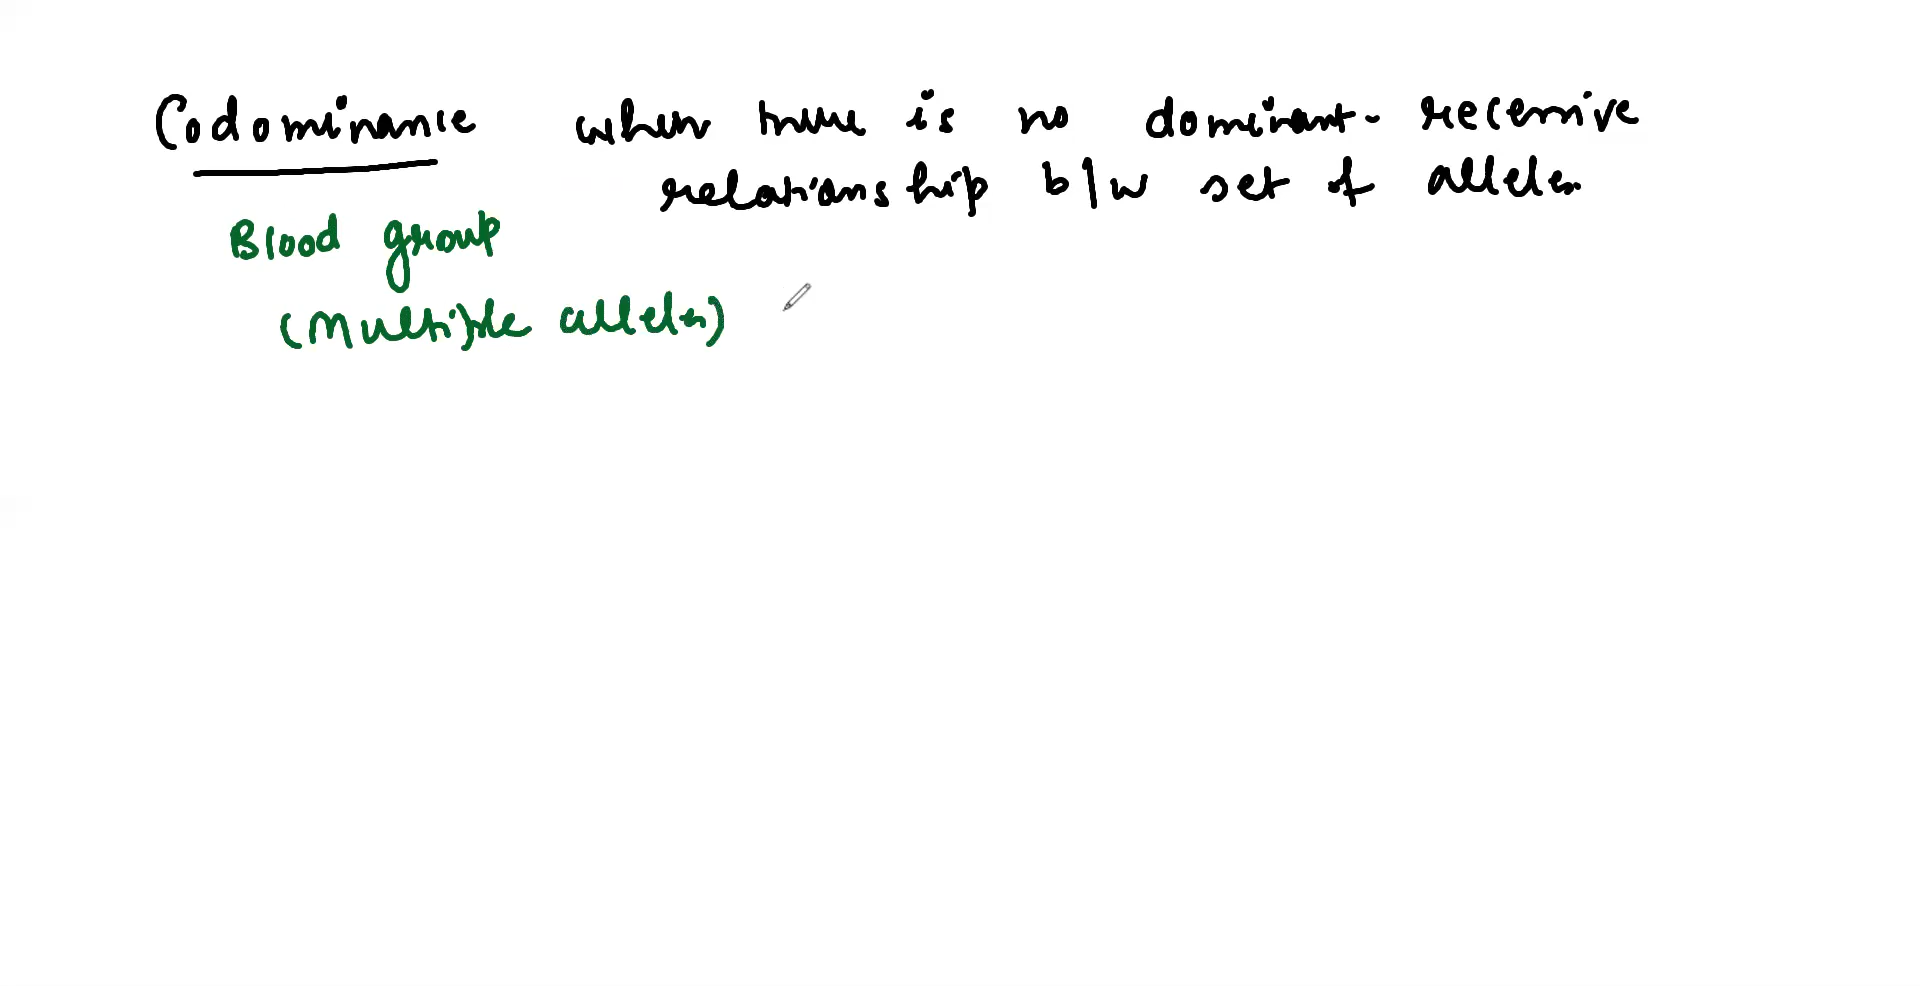 Codominance when there is no dominant-recessive
relationship b/w set of alleles.
Blood group
(Multiple alleles)